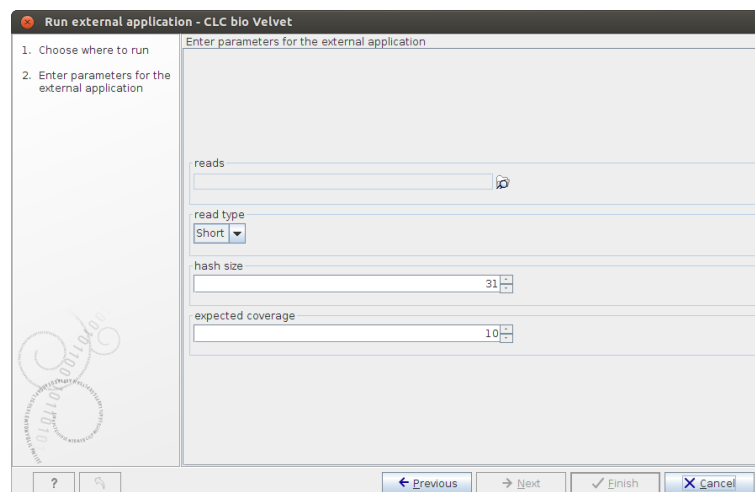 Run external application - CLC bio Velvet
1. Choose where to run
2. Enter parameters for the
external application
Enter parameters for the external application
reads
read type
Short
hash size
31
expected coverage
10
?
Previous
Next
Finish
Cancel